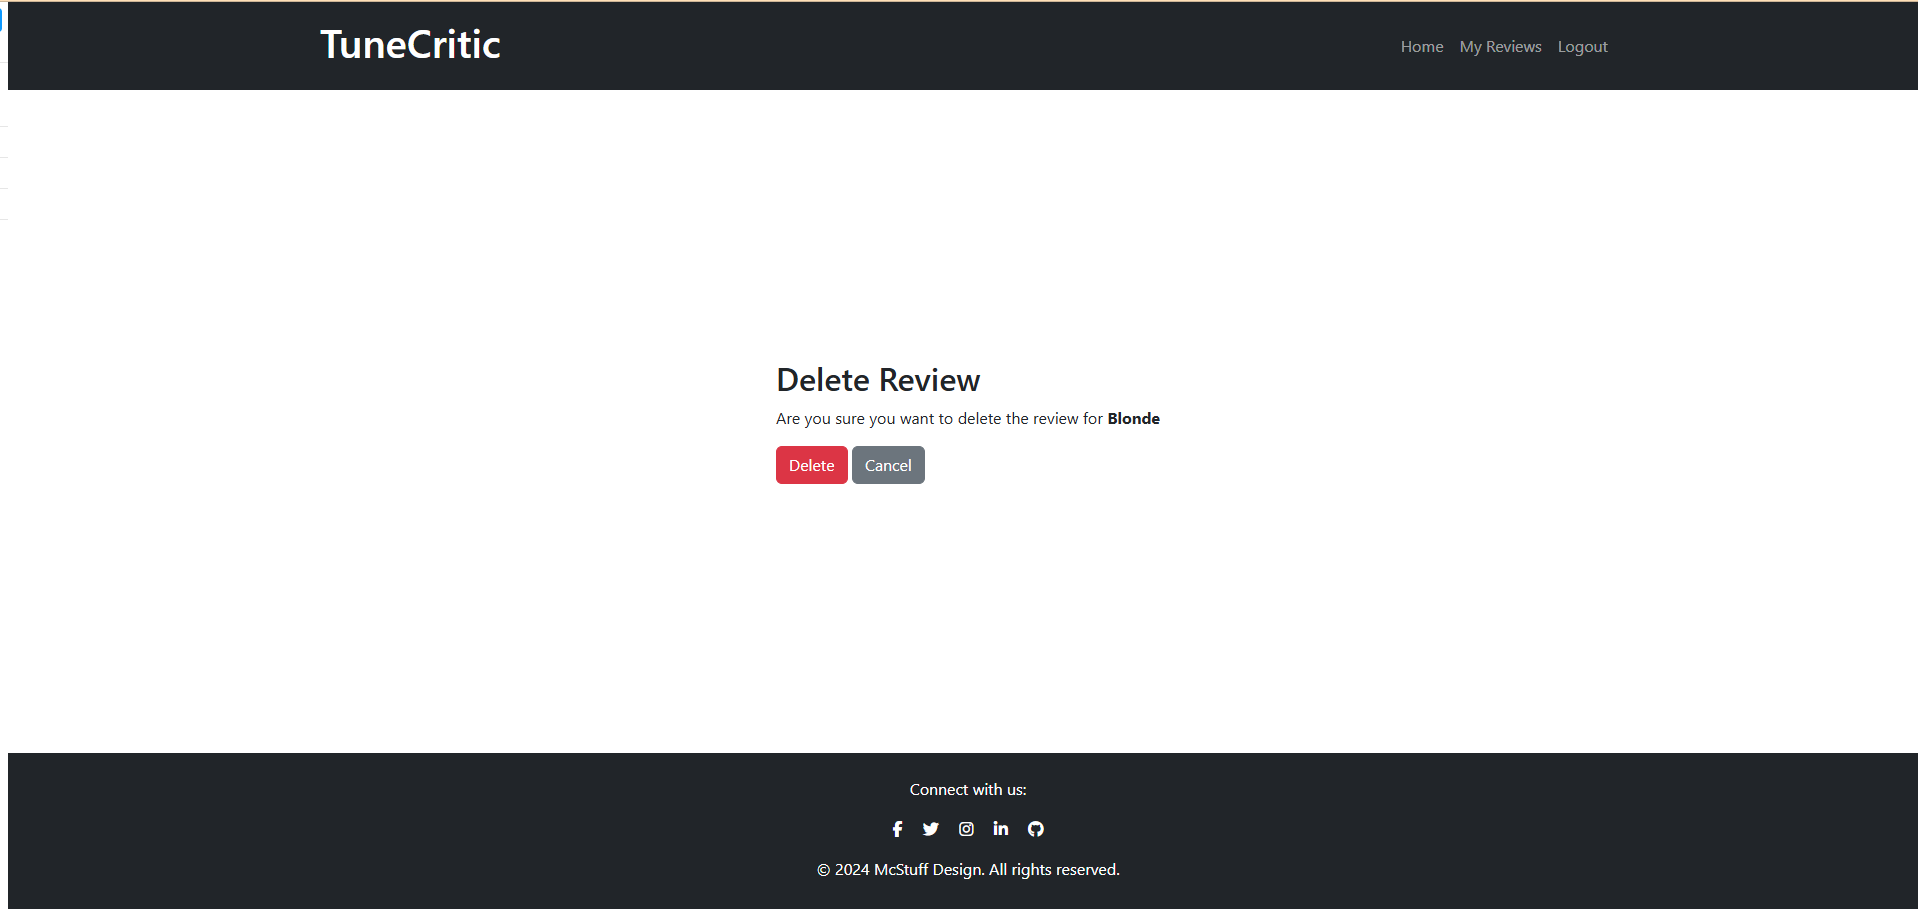 TuneCritic
Home My Reviews Logout
Delete Review
Are you sure you want to delete the review for Blonde
Delete Cancel
Connect with us:
© 2024 McStuff Design. All rights reserved.